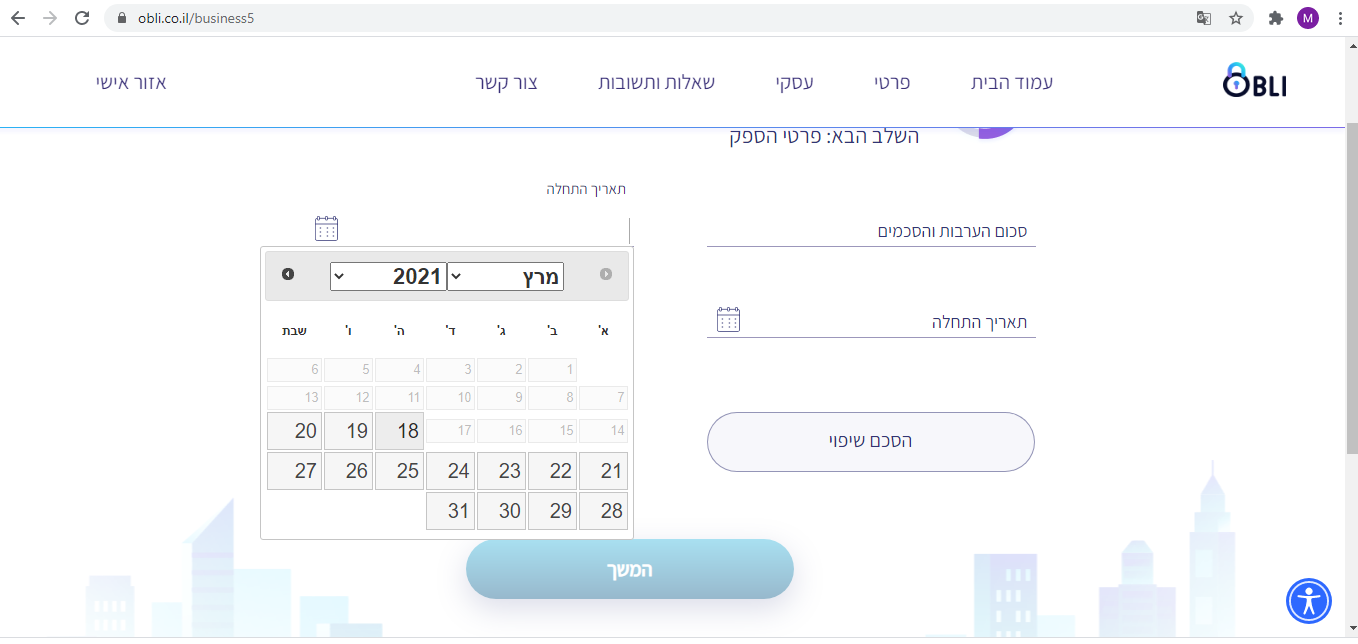 obli.co.il/business5
M
OBLI
עמוד הבית
פרטי
עסקי
שאלות ותשובות
צור קשר
אזור אישי
השלב הבא: פרטי הספק
סכום הערבות והסכמים
תאריך התחלה
הסכם שיפוי
תאריך התחלה
מרץ 2021
א' ב' ג' ד' ה' ו' שבת
1 2 3 4 5 6
7 8 9 10 11 12 13
14 15 16 17 18 19 20
21 22 23 24 25 26 27
28 29 30 31
המשך